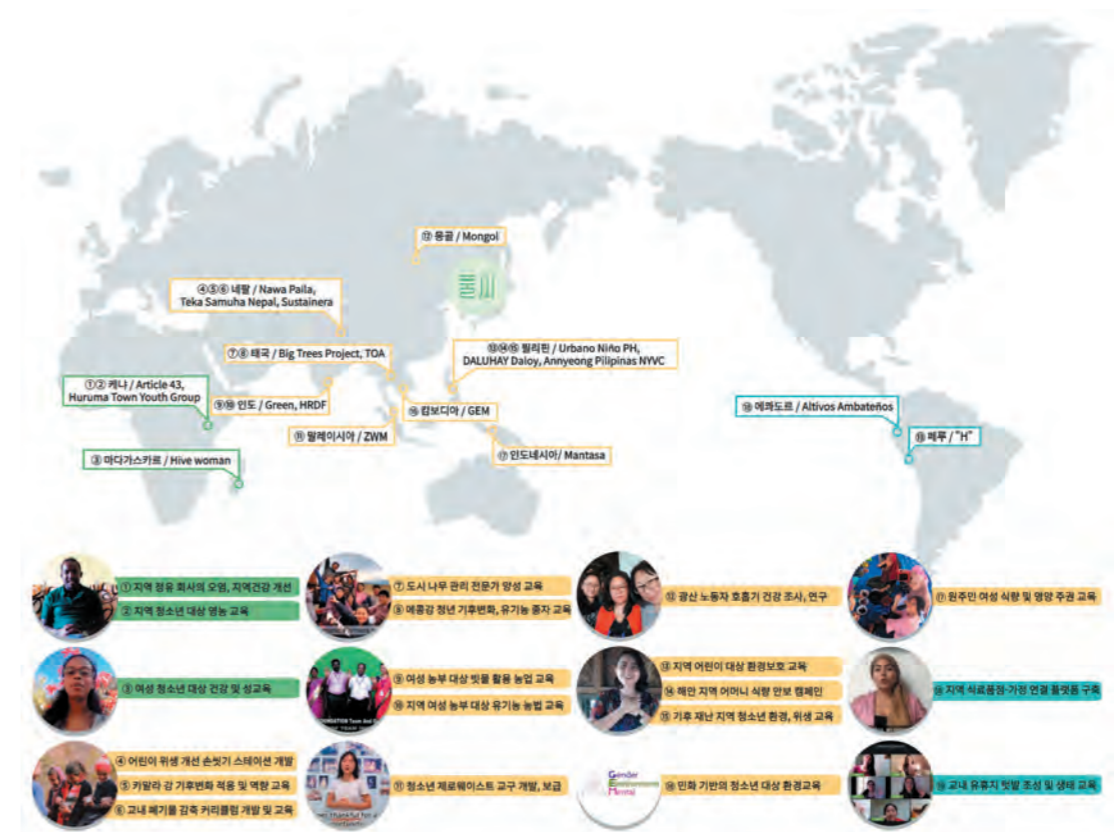 ⑫ 몽골 / Mongol
풀씨
④⑤⑥ 네팔 / Nawa Paila,
Teka Samuha Nepal, Sustainera
⑦⑧ 태국 / Big Trees Project, TOA
⑬⑭⑮ 필리핀 / Urbano Niño PH,
DALUHAY Daloy, Annyeong Pilipinas NYVC
①② 케냐 / Article 43,
Huruma Town Youth Group
⑨⑩ 인도 / Green, HRDF
⑯ 캄보디아 / GEM
⑱ 에콰도르 / Altivos Ambateños
⑪ 말레이시아 / ZWM
⑲ 페루 / "H"
③ 마다가스카르 / Hive woman
⑰ 인도네시아/ Mantasa
① 지역 정유 회사의 오염, 지역건강 개선
② 지역 청소년 대상 영농 교육
⑦ 도시 나무 관리 전문가 양성 교육
⑧ 메콩강 청년 기후변화, 유기농 종자 교육
⑫ 광산 노동자 호흡기 건강 조사, 연구
⑰ 원주민 여성 식량 및 영양 주권 교육
③ 여성 청소년 대상 건강 및 성교육
⑨ 여성 농부 대상 빗물 활용 농업 교육
⑩ 지역 여성 농부 대상 유기농 농법 교육
⑬ 지역 어린이 대상 환경보호 교육
⑭ 해안 지역 어머니 식량 안보 캠페인
⑮ 기후 재난 지역 청소년 환경, 위생 교육
⑱ 지역 식료품점-가정 연결 플랫폼 구축
④ 어린이 위생 개선 손씻기 스테이션 개발
⑤ 카말라 강 기후변화 적응 및 역량 교육
⑥ 교내 폐기물 감축 커리큘럼 개발 및 교육
⑪ 청소년 제로웨이스트 교구 개발, 보급
Gender
Environment
⑯ 민화 기반의 청소년 대상 환경교육
⑲ 교내 유휴지 텃밭 조성 및 생태 교육